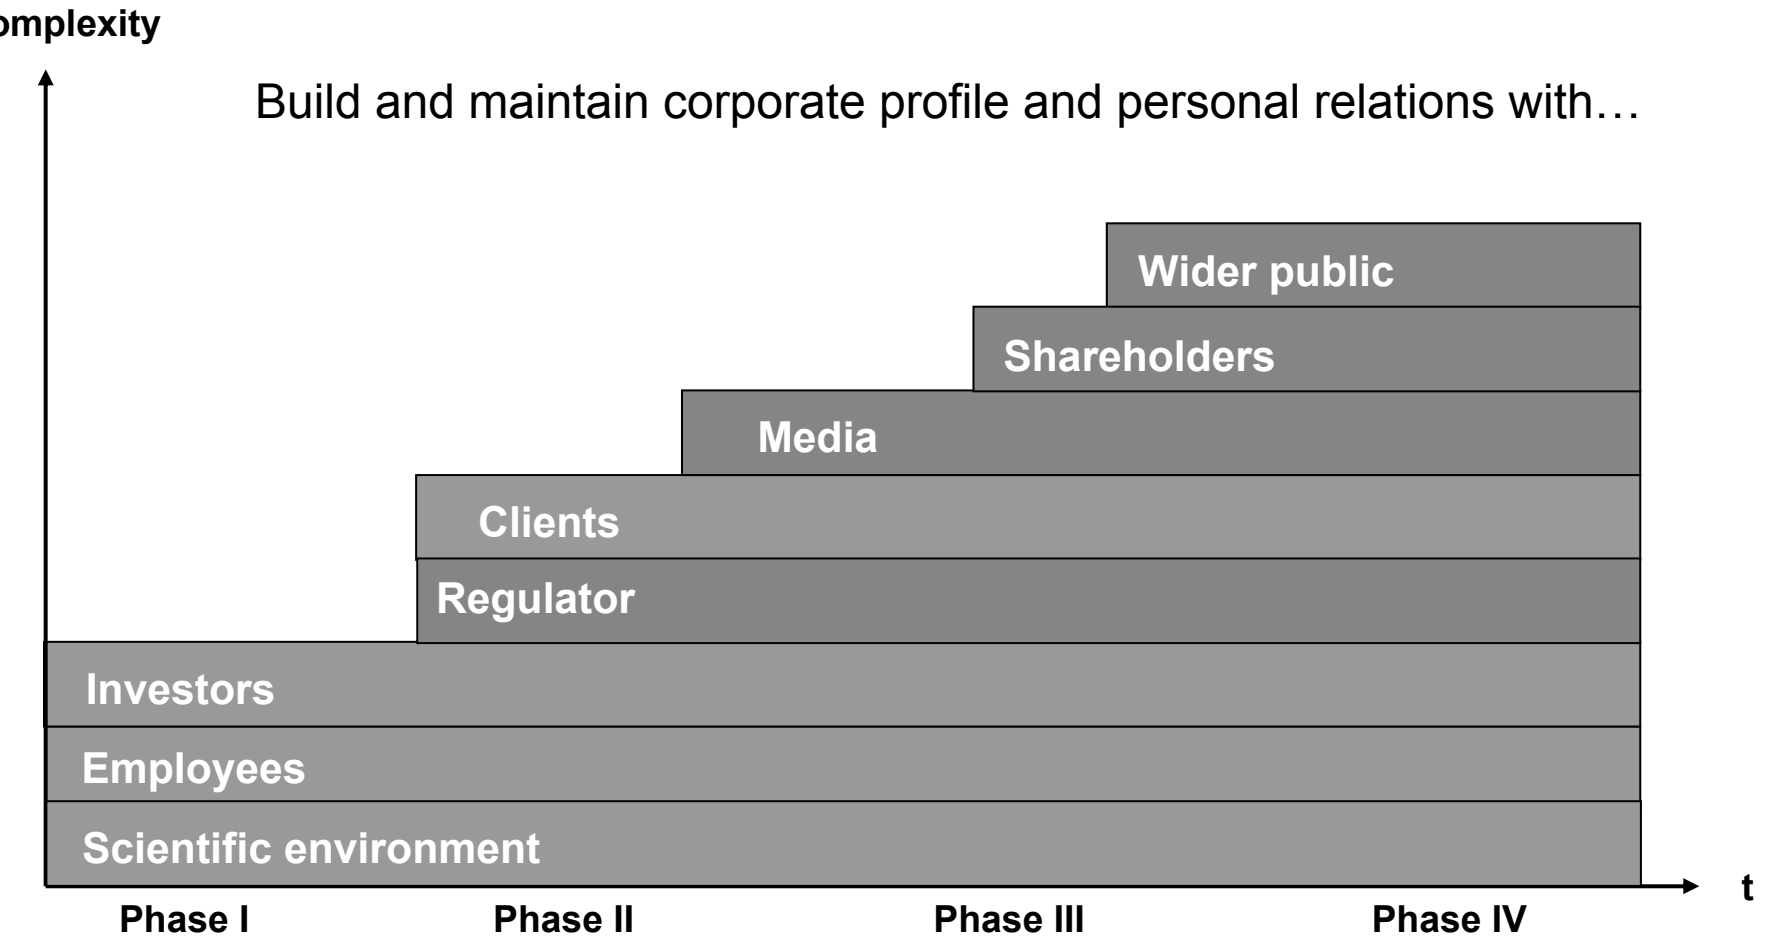 omplexity
Build and maintain corporate profile and personal relations with…
Wider public
Shareholders
Media
Clients
Regulator
Investors
Employees
Scientific environment
t
Phase I Phase II Phase III Phase IV